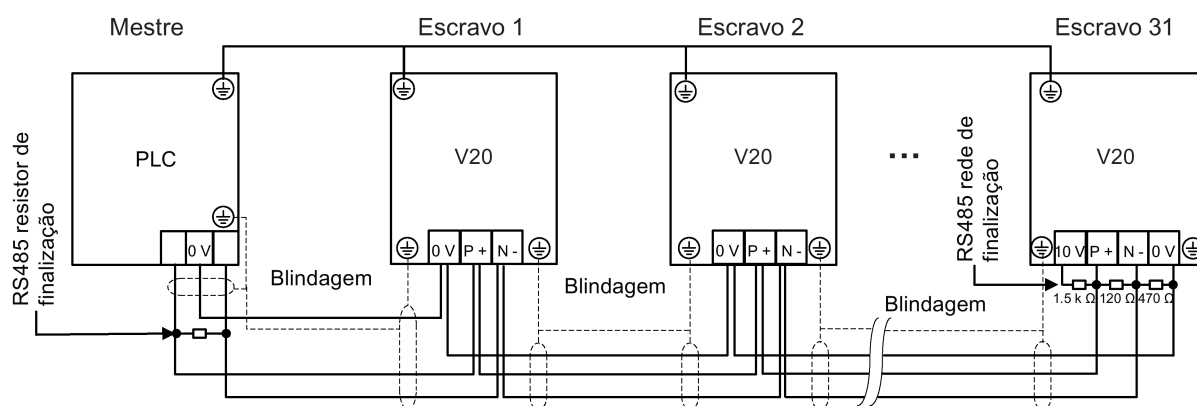 Mestre
Escravo 1
Escravo 2
Escravo 31
PLC
V20
V20
...
V20
RS485 resistor de
finalização
RS485 rede de
finalização
0 V
0 V P + N -
0 V P + N -
10 V P + N - 0 V
Blindagem
Blindagem
Blindagem
1.5 k Ω 120 Ω 470 Ω